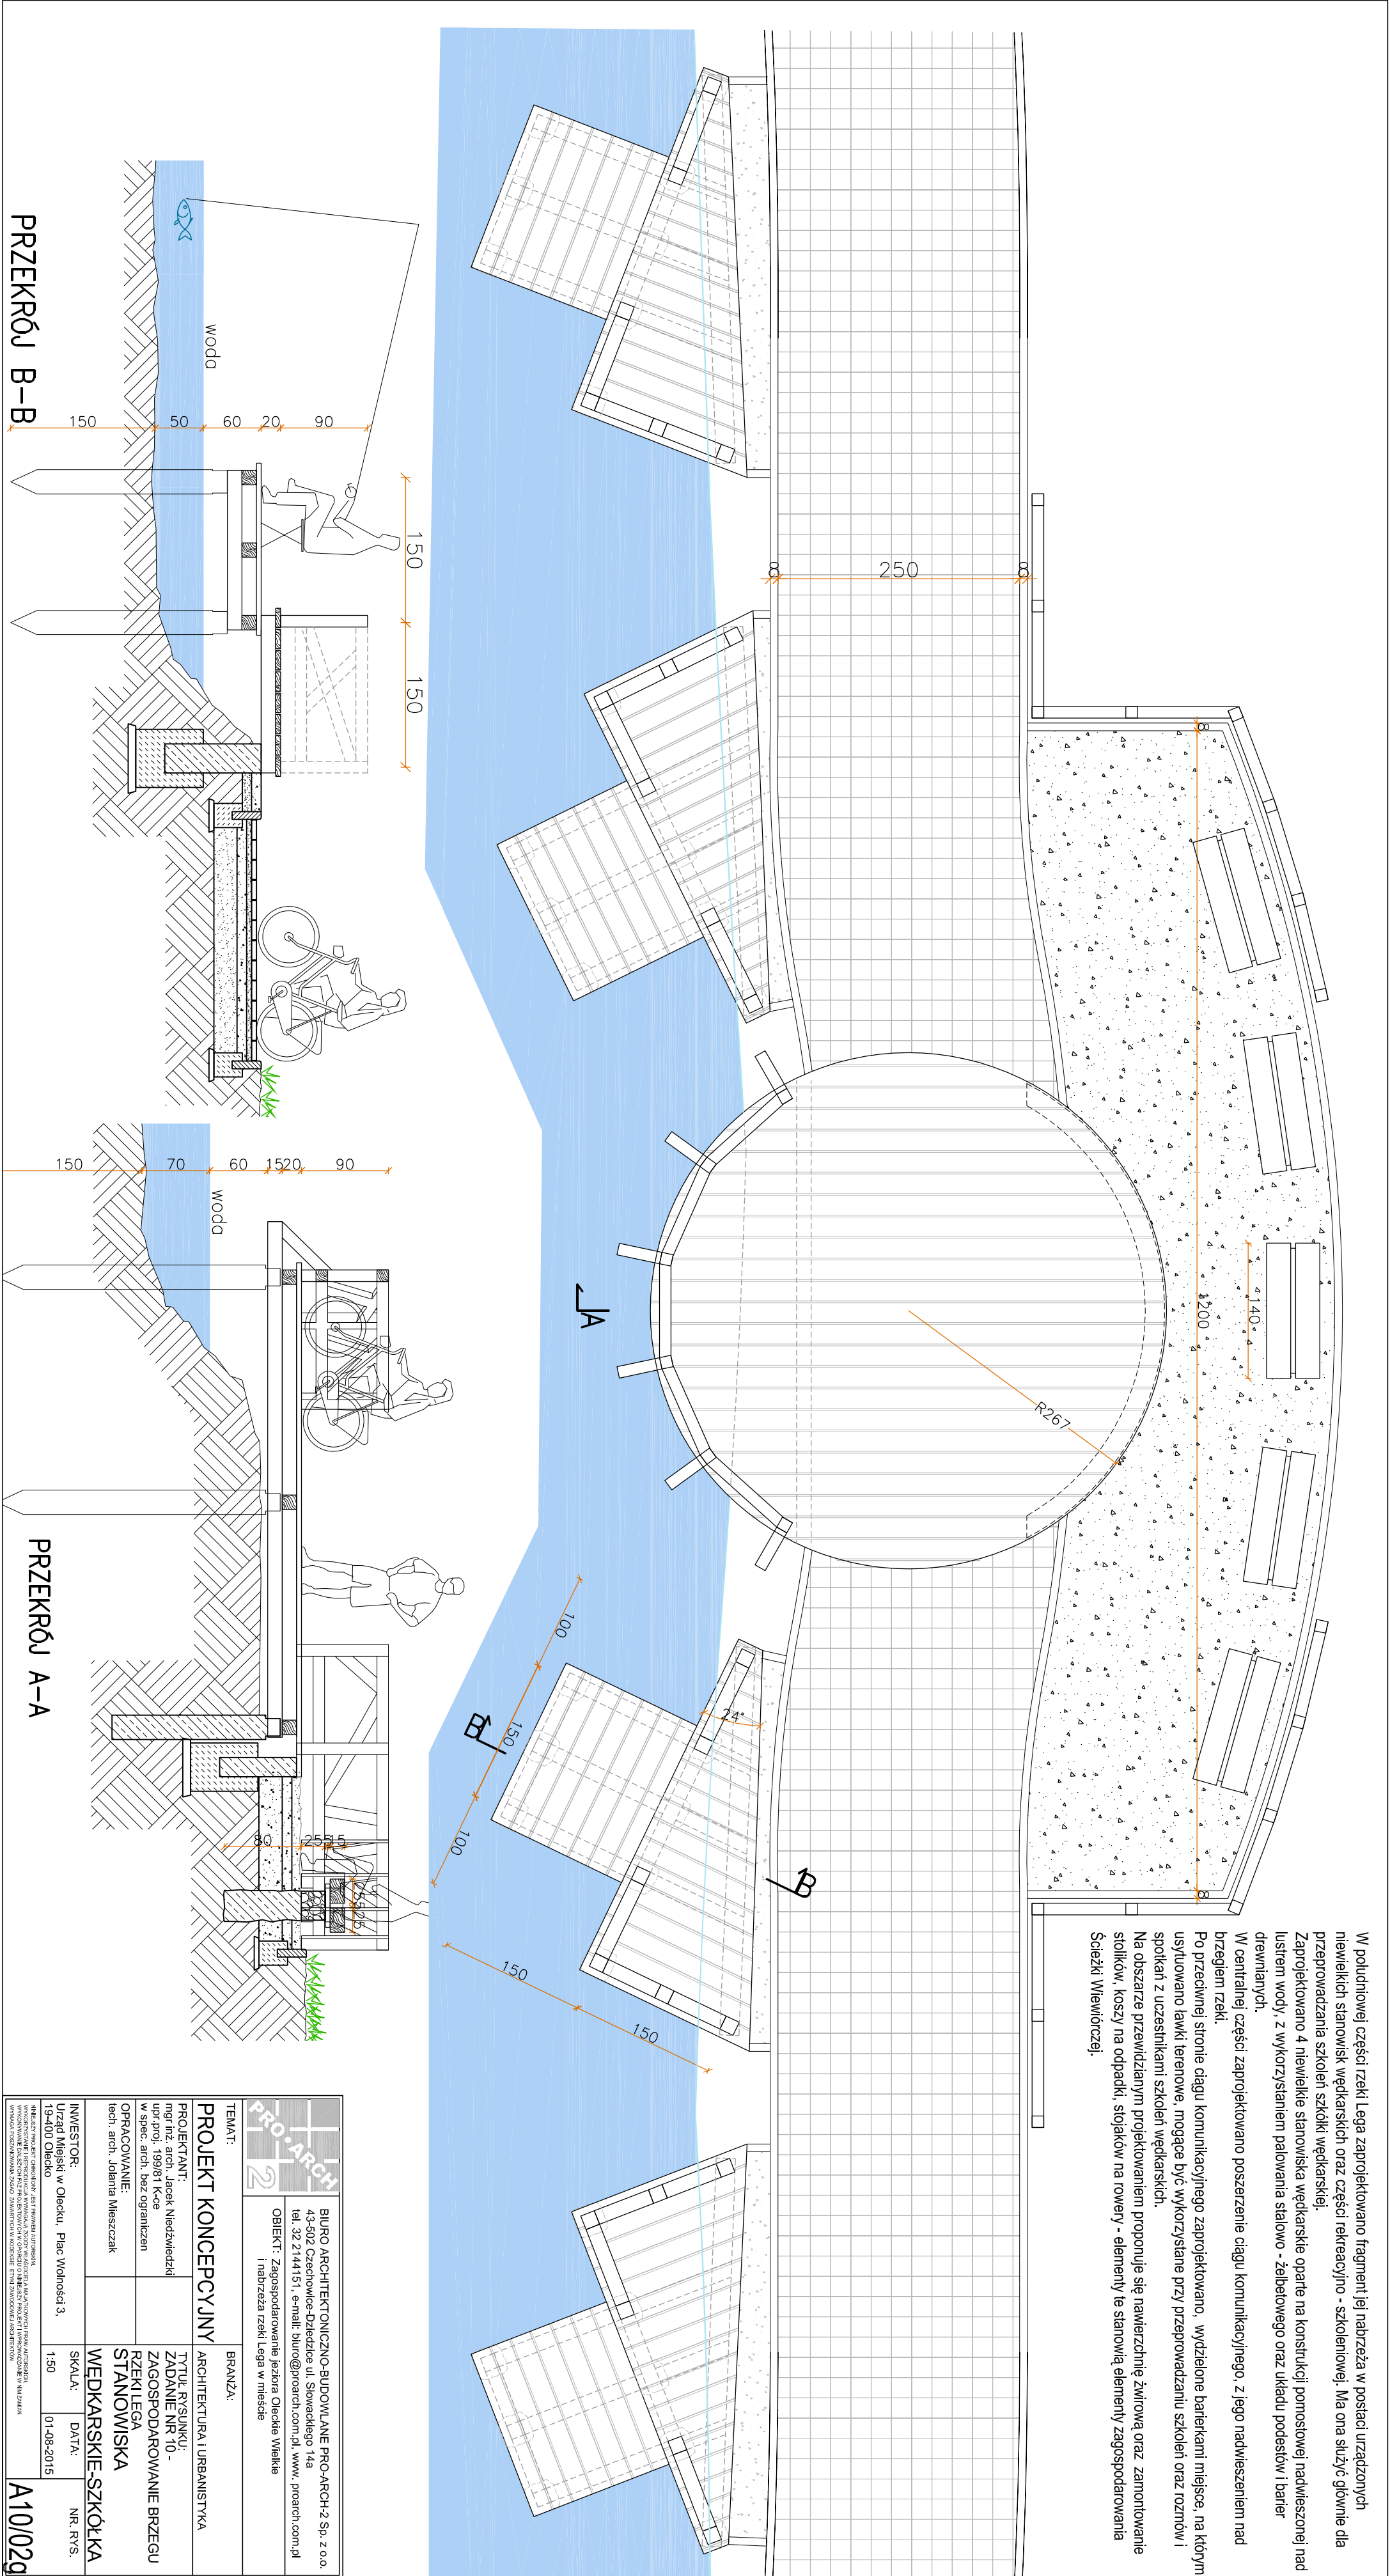 W południowej części rzeki Lega zaprojektowano fragment jej nabrzeża w postaci urządzonych
niewielkich stanowisk wędkarskich oraz części rekreacyjno - szkoleniowej. Ma ona służyć głównie dla
przeprowadzania szkoleń szkółki wędkarskiej.
Zaprojektowano 4 niewielkie stanowiska wędkarskie oparte na konstrukcji pomostowej nadwieszonej nad
lustrem wody, z wykorzystaniem palowania stalowo - żelbetowego oraz układu podestów i barier
drewnianych.
W centralnej części zaprojektowano poszerzenie ciągu komunikacyjnego, z jego nadwieszeniem nad
brzegiem rzeki.
Po przeciwnej stronie ciągu komunikacyjnego zaprojektowano, wydzielone barierkami miejsce, na którym
usytuowano ławki terenowe, mogące być wykorzystane przy przeprowadzaniu szkoleń oraz rozmów i
spotkań z uczestnikami szkoleń wędkarskich.
Na obszarze przewidzianym projektowaniem proponuje się nawierzchnię żwirową oraz zamontowanie
stolików, koszy na odpadki, stojaków na rowery - elementy te stanowią elementy zagospodarowania
Ścieżki Wiewiórczej.
8
1200
8
140
R267
8
250
8
A
24°
B
B
100
150
100
150
150
150
150
90
20
60
50
150
woda
PRZEKRÓJ B-B
90
20
15
60
70
150
woda
80
25
5
15
25
5
25
PRZEKRÓJ A-A
PRO•ARCH
2
BIURO ARCHITEKTONICZNO-BUDOWLANE PRO-ARCH-2 Sp. z o.o.
43-502 Czechowice-Dziedzice ul. Słowackiego 14a
tel. 32 2144151, e-mail: biuro@proarch.com.pl, www. proarch.com.pl
OBIEKT: Zagospodarowanie jeziora Oleckie Wielkie
i nabrzeża rzeki Lega w mieście
TEMAT:
PROJEKT KONCEPCYJNY
BRANŻA:
ARCHITEKTURA i URBANISTYKA
PROJEKTANT:
mgr inż. arch. Jacek Niedźwiedzki
upr.proj. 199/81 K-ce
w spec. arch. bez ograniczen
OPRACOWANIE:
tech. arch. Jolanta Mieszczak
TYTUŁ RYSUNKU:
ZADANIE NR 10 -
ZAGOSPODAROWANIE BRZEGU
RZEKI LEGA
STANOWISKA
WĘDKARSKIE-SZKÓŁKA
INWESTOR:
Urząd Miejski w Olecku, Plac Wolności 3,
19-400 Olecko
SKALA:
1:50
DATA:
01-08-2015
NR. RYS.
A10/02g